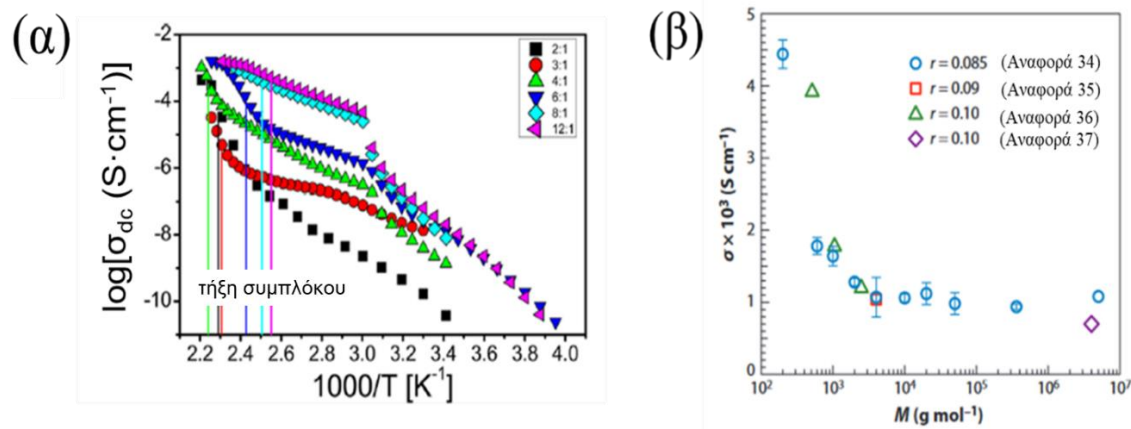 (α)
-2
-4
-6
-8
-10
log[σdc] (S·cm⁻¹)
2:1
3:1
4:1
6:1
8:1
12:1
τήξη συμπλόκου
2.2 2.4 2.6 2.8 3.0 3.2 3.4 3.6 3.8 4.0
1000/T [K⁻¹]
(β)
5
4
3
2
1
0
σ × 10³ (S cm⁻¹)
r = 0.085 (Αναφορά 34)
r = 0.09 (Αναφορά 35)
r = 0.10 (Αναφορά 36)
r = 0.10 (Αναφορά 37)
10² 10³ 10⁴ 10⁵ 10⁶ 10⁷
M (g mol⁻¹)